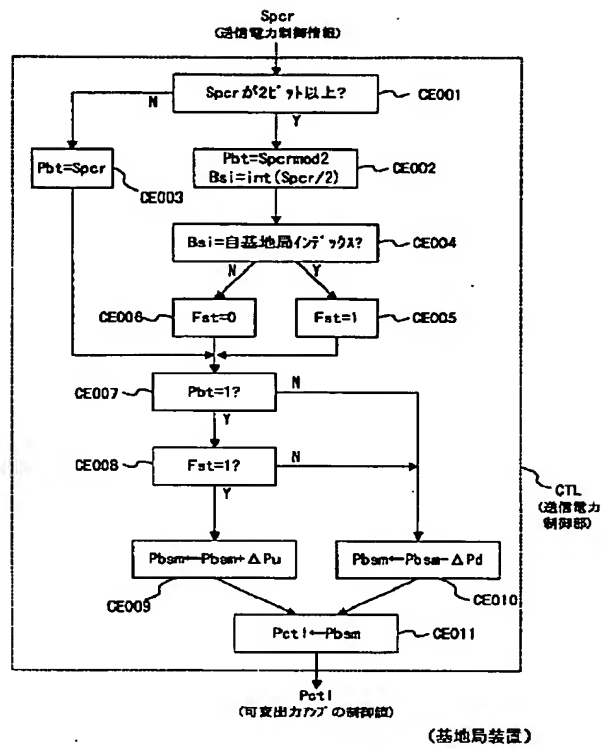 Spcr
(送信電力制御情報)
Spcrが2ビット以上?
CE001
N
Y
Pbt=Spcr
CE003
Pbt=Spcrmod2
Bsi=int(Spcr/2)
CE002
Bsi=自基地局インデックス?
CE004
N
Y
CE006
Fst=0
Fst=1
CE005
CE007
Pbt=1?
N
Y
CE008
Fst=1?
N
Y
CTL
(送信電力
制御部)
Pbsm←Pbsm+ΔPu
Pbsm←Pbsm-ΔPd
CE009
CE010
Pctl←Pbsm
CE011
Pctl
(可変出力アンプの制御値)
(基地局装置)